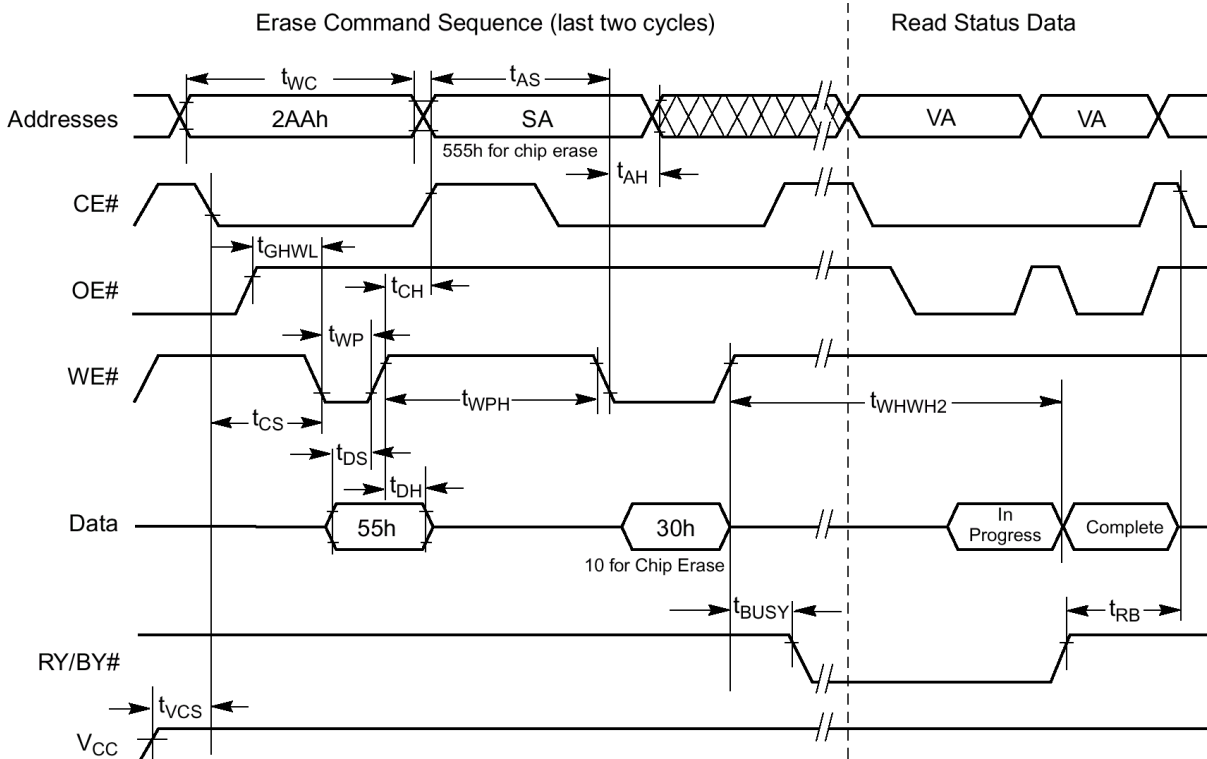 Erase Command Sequence (last two cycles)
Read Status Data
tWC
tAS
Addresses
2AAh
SA
VA
VA
555h for chip erase
tAH
CE#
tGHWL
OE#
tCH
tWP
WE#
tWPH
tWHWH2
tCS
tDS
tDH
Data
55h
30h
In
Progress
Complete
10 for Chip Erase
tBUSY
tRB
RY/BY#
tVCS
VCC